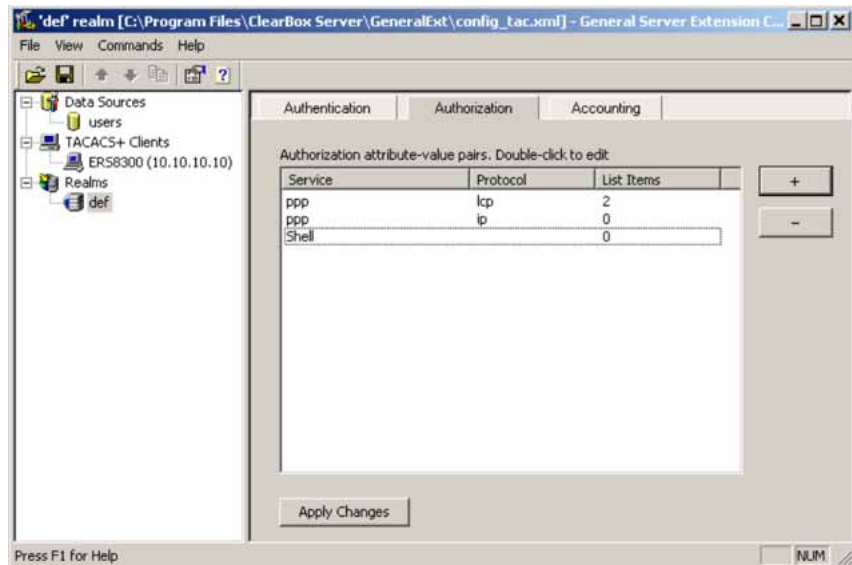 'def' realm [C:\Program Files\ClearBox Server\GeneralExt\config_tac.xml] - General Server Extension C...
File View Commands Help
Data Sources
users
TACACS+ Clients
ERS8300 (10.10.10.10)
Realms
def
Authentication Authorization Accounting
Authorization attribute-value pairs. Double-click to edit
Service Protocol List Items
ppp lcp 2
ppp ip 0
Shell 0
+
-
Apply Changes
Press F1 for Help NUM